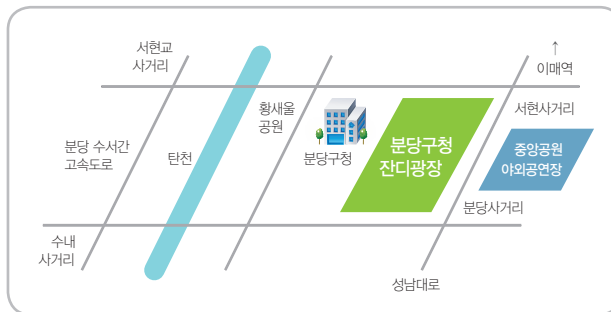 서현교
사거리
↑
이매역
황새울
공원
서현사거리
분당 수서간
고속도로
탄천
분당구청
분당구청
잔디광장
중앙공원
야외공연장
분당사거리
수내
사거리
성남대로